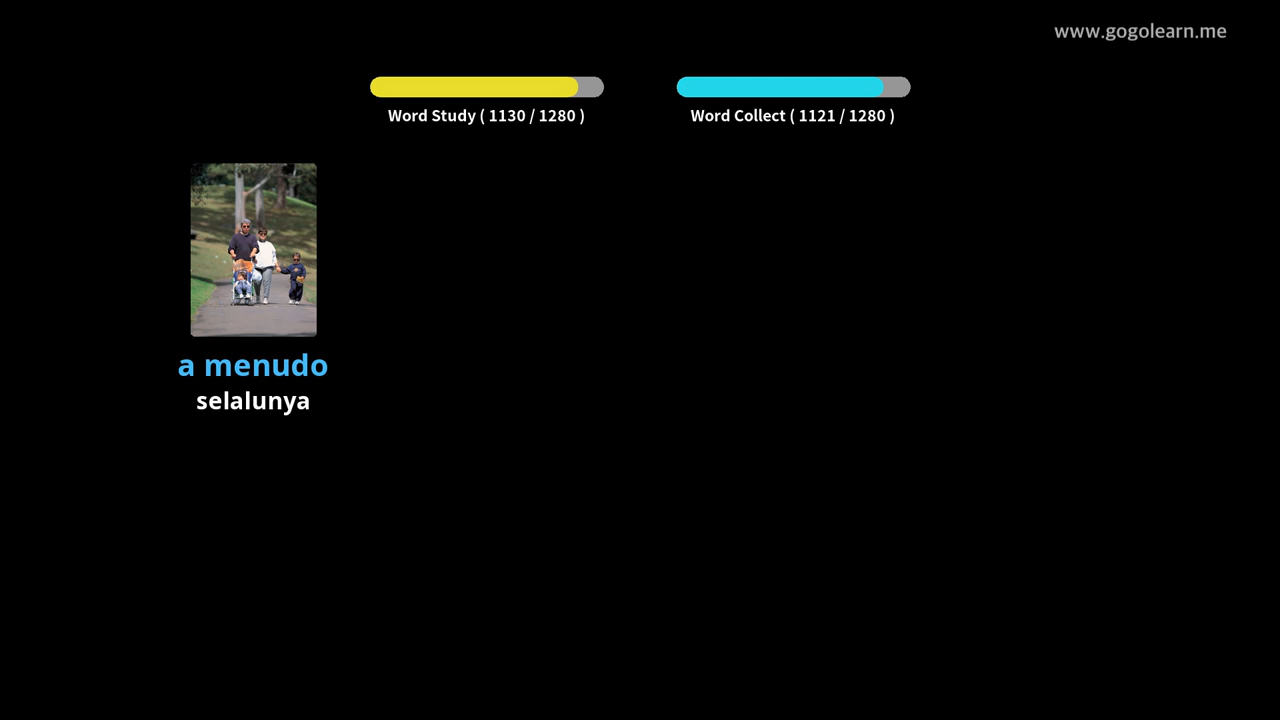 www.gogolearn.me
Word Study ( 1130 / 1280 )
Word Collect ( 1121 / 1280 )
a menudo
selalunya